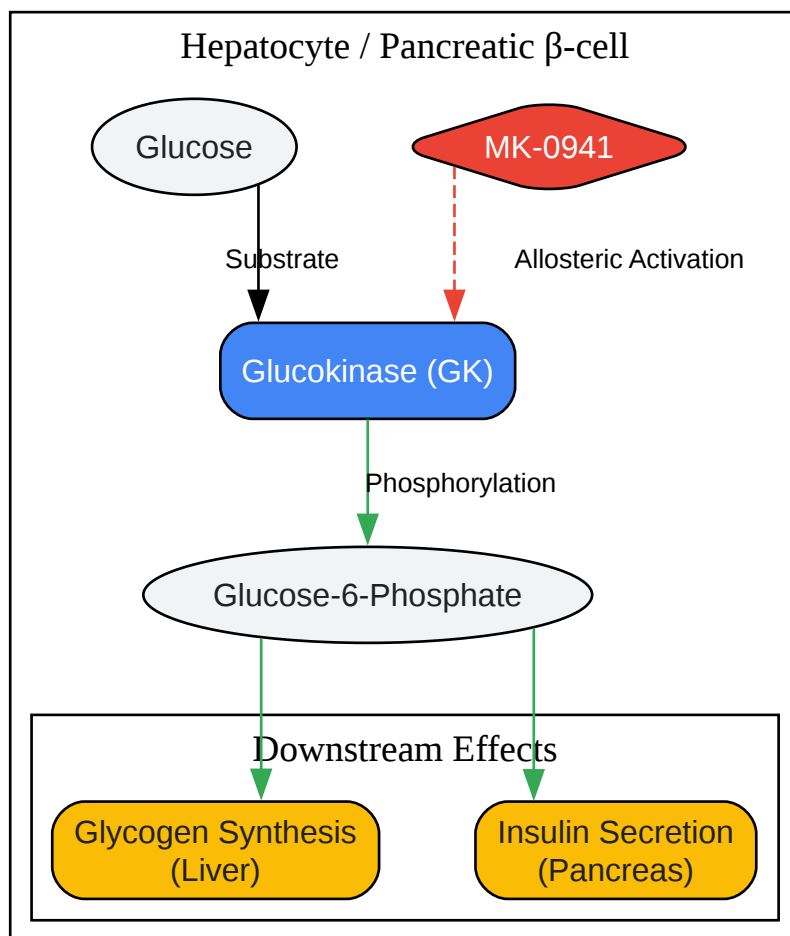 Hepatocyte / Pancreatic β-cell
Glucose
MK-0941
Substrate
Allosteric Activation
Glucokinase (GK)
Phosphorylation
Glucose-6-Phosphate
Downstream Effects
Glycogen Synthesis
(Liver)
Insulin Secretion
(Pancreas)